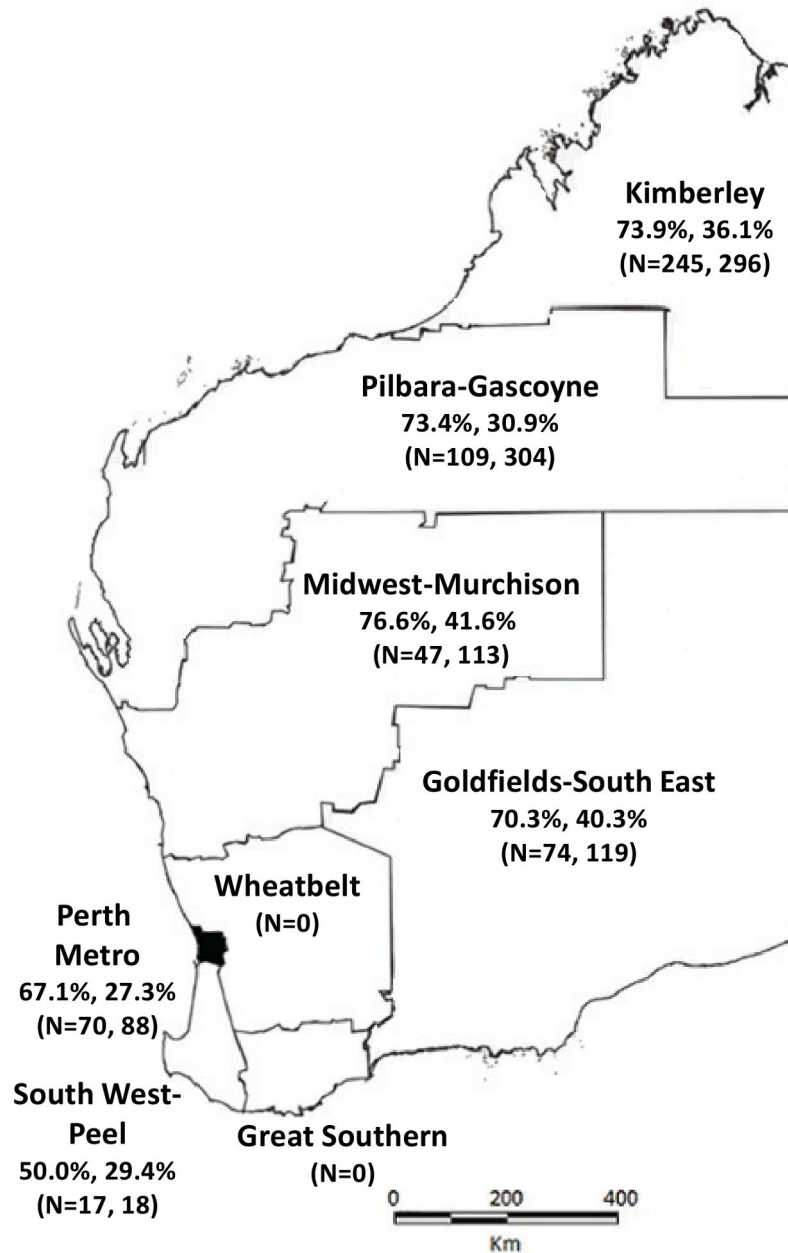 Kimberley
73.9%, 36.1%
(N=245, 296)
Pilbara-Gascoyne
73.4%, 30.9%
(N=109, 304)
Midwest-Murchison
76.6%, 41.6%
(N=47, 113)
Goldfields-South East
70.3%, 40.3%
(N=74, 119)
Wheatbelt
(N=0)
Perth
Metro
67.1%, 27.3%
(N=70, 88)
South West-
Peel
50.0%, 29.4%
(N=17, 18)
Great Southern
(N=0)
0 200 400
Km